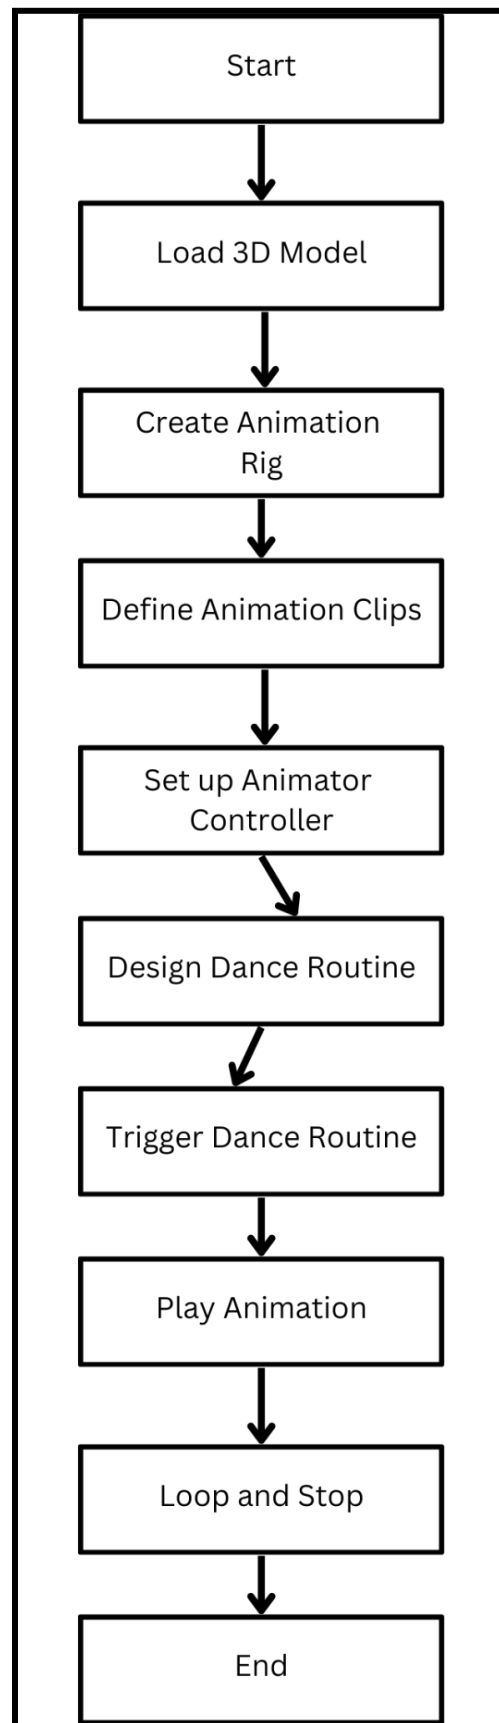 Start
Load 3D Model
Create Animation
Rig
Define Animation Clips
Set up Animator
Controller
Design Dance Routine
Trigger Dance Routine
Play Animation
Loop and Stop
End